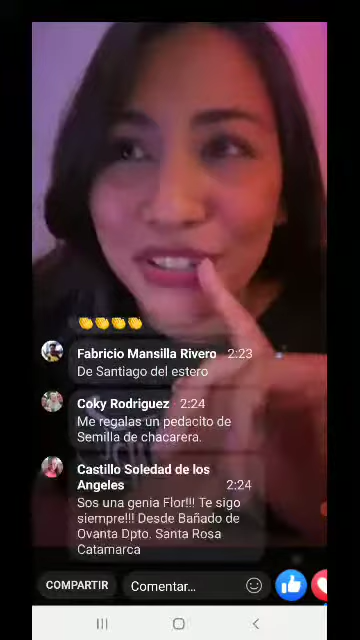 👏👏👏👏
Fabricio Mansilla Rivero 2:23
De Santiago del estero
Coky Rodriguez 2:24
Me regalas un pedacito de
Semilla de chacarera.
Castillo Soledad de los
Angeles 2:24
Sos una genia Flor!!! Te sigo
siempre!!! Desde Bañado de
Ovanta Dpto. Santa Rosa
Catamarca
COMPARTIR Comentar...